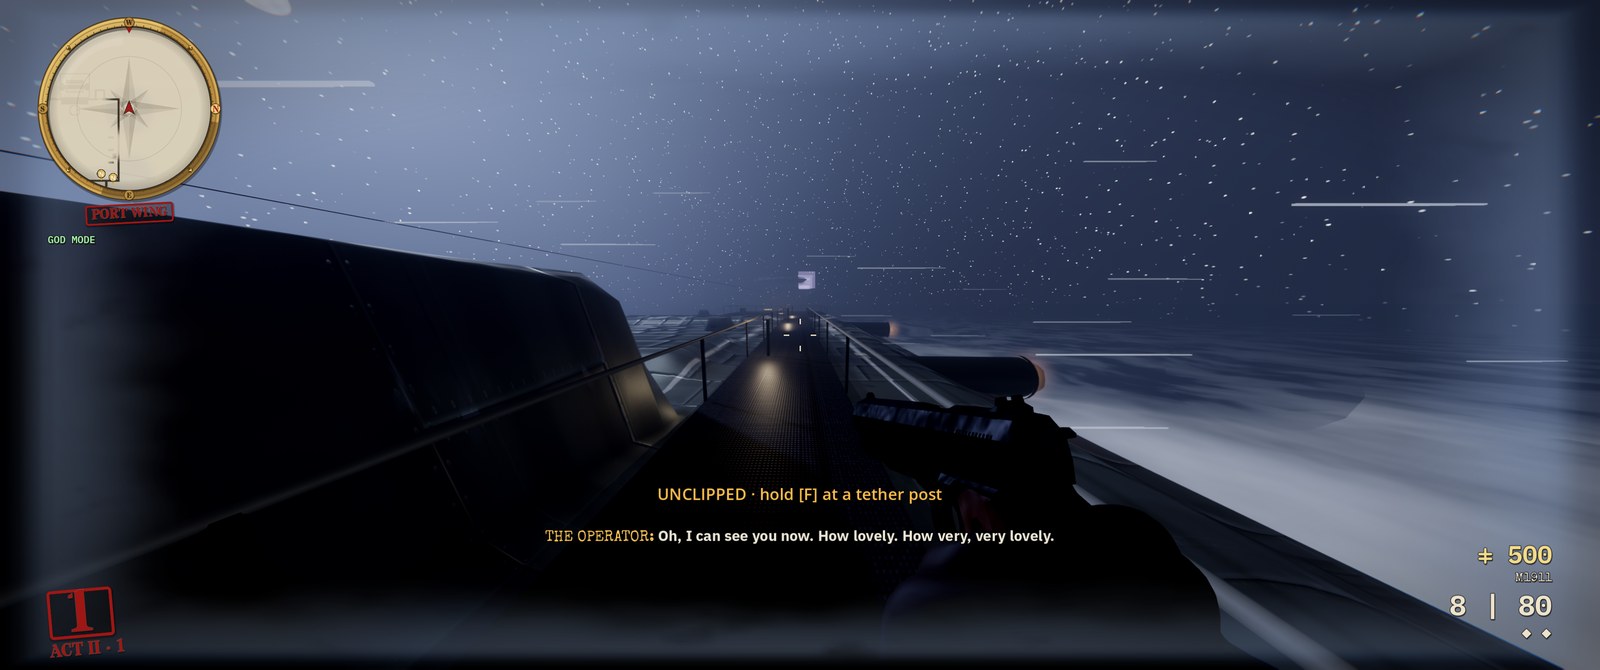 W
N
PORT WING
GOD MODE
UNCLIPPED · hold [F] at a tether post
THE OPERATOR: Oh, I can see you now. How lovely. How very, very lovely.
1
ACT II · 1
500
M1911
8 | 80